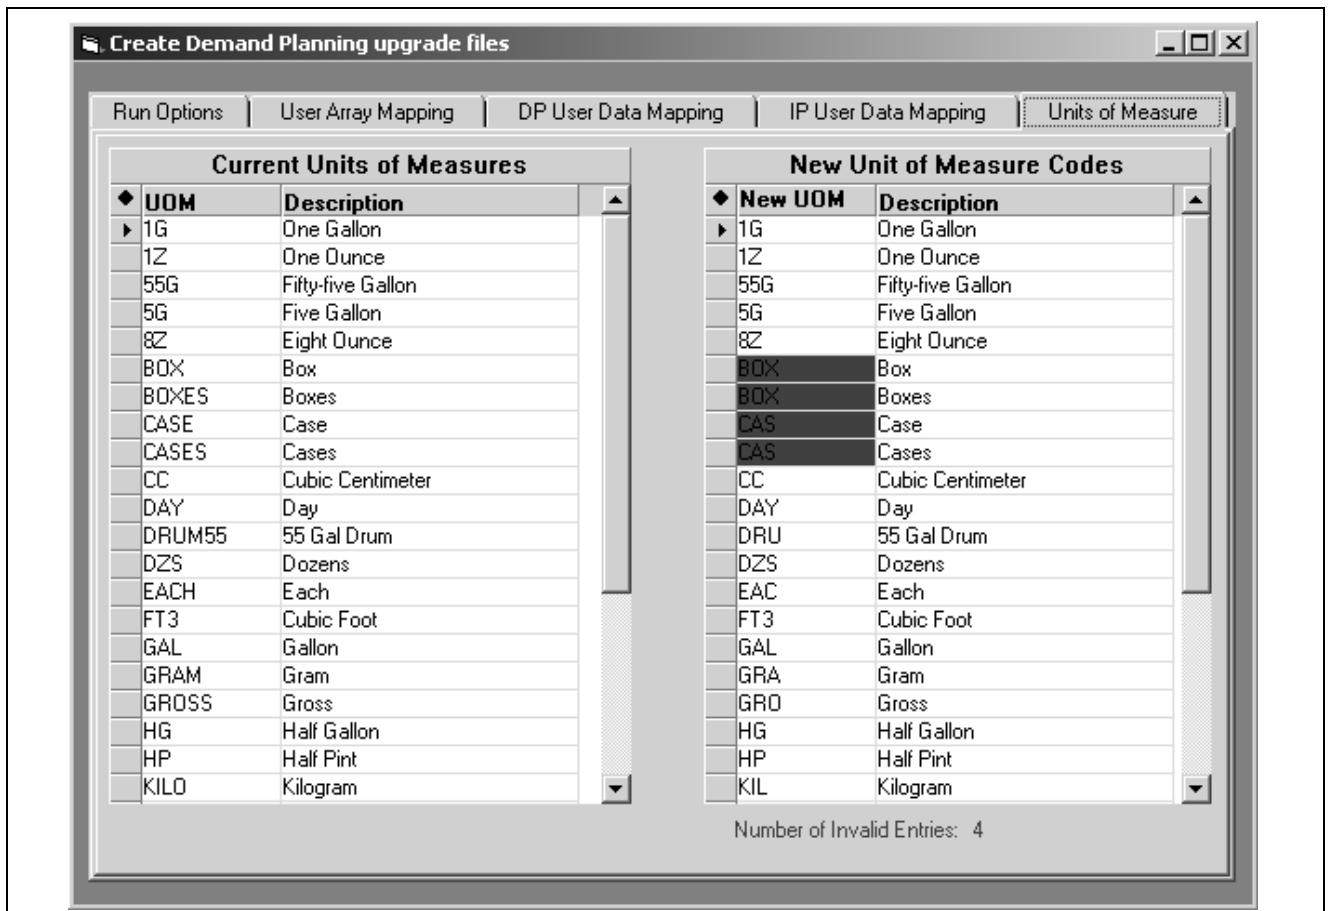 Create Demand Planning upgrade files
Run Options User Array Mapping DP User Data Mapping IP User Data Mapping Units of Measure
Current Units of Measures
UOM Description
1G One Gallon
1Z One Ounce
55G Fifty-five Gallon
5G Five Gallon
8Z Eight Ounce
BOX Box
BOXES Boxes
CASE Case
CASES Cases
CC Cubic Centimeter
DAY Day
DRUM55 55 Gal Drum
DZS Dozens
EACH Each
FT3 Cubic Foot
GAL Gallon
GRAM Gram
GROSS Gross
HG Half Gallon
HP Half Pint
KILO Kilogram
New Unit of Measure Codes
New UOM Description
1G One Gallon
1Z One Ounce
55G Fifty-five Gallon
5G Five Gallon
8Z Eight Ounce
BOX Box
BOX Boxes
CAS Case
CAS Cases
CC Cubic Centimeter
DAY Day
DRU 55 Gal Drum
DZS Dozens
EAC Each
FT3 Cubic Foot
GAL Gallon
GRA Gram
GRO Gross
HG Half Gallon
HP Half Pint
KIL Kilogram
Number of Invalid Entries: 4